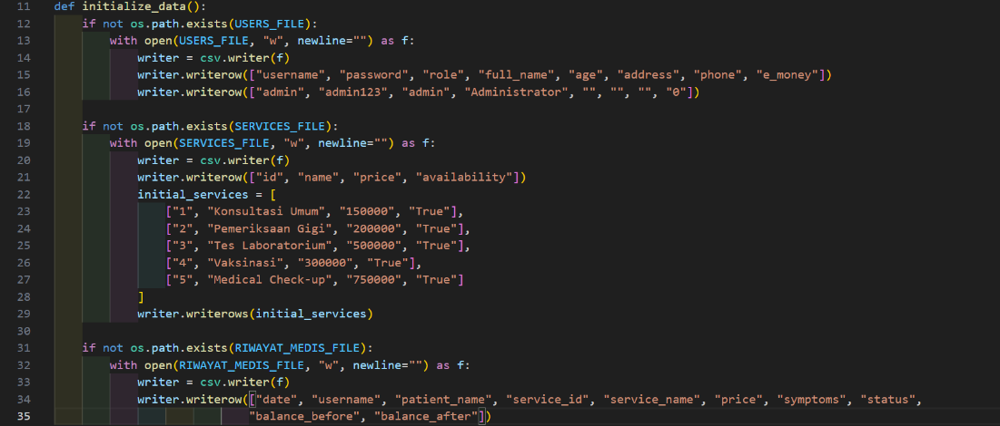 11 def initialize_data():
12     if not os.path.exists(USERS_FILE):
13         with open(USERS_FILE, "w", newline="") as f:
14             writer = csv.writer(f)
15             writer.writerow(["username", "password", "role", "full_name", "age", "address", "phone", "e_money"])
16             writer.writerow(["admin", "admin123", "admin", "Administrator", "", "", "", "0"])
17
18     if not os.path.exists(SERVICES_FILE):
19         with open(SERVICES_FILE, "w", newline="") as f:
20             writer = csv.writer(f)
21             writer.writerow(["id", "name", "price", "availability"])
22             initial_services = [
23                 ["1", "Konsultasi Umum", "150000", "True"],
24                 ["2", "Pemeriksaan Gigi", "200000", "True"],
25                 ["3", "Tes Laboratorium", "500000", "True"],
26                 ["4", "Vaksinasi", "300000", "True"],
27                 ["5", "Medical Check-up", "750000", "True"]
28             ]
29             writer.writerows(initial_services)
30
31     if not os.path.exists(RIWAYAT_MEDIS_FILE):
32         with open(RIWAYAT_MEDIS_FILE, "w", newline="") as f:
33             writer = csv.writer(f)
34             writer.writerow(["date", "username", "patient_name", "service_id", "service_name", "price", "symptoms", "status",
35                             "balance_before", "balance_after"])